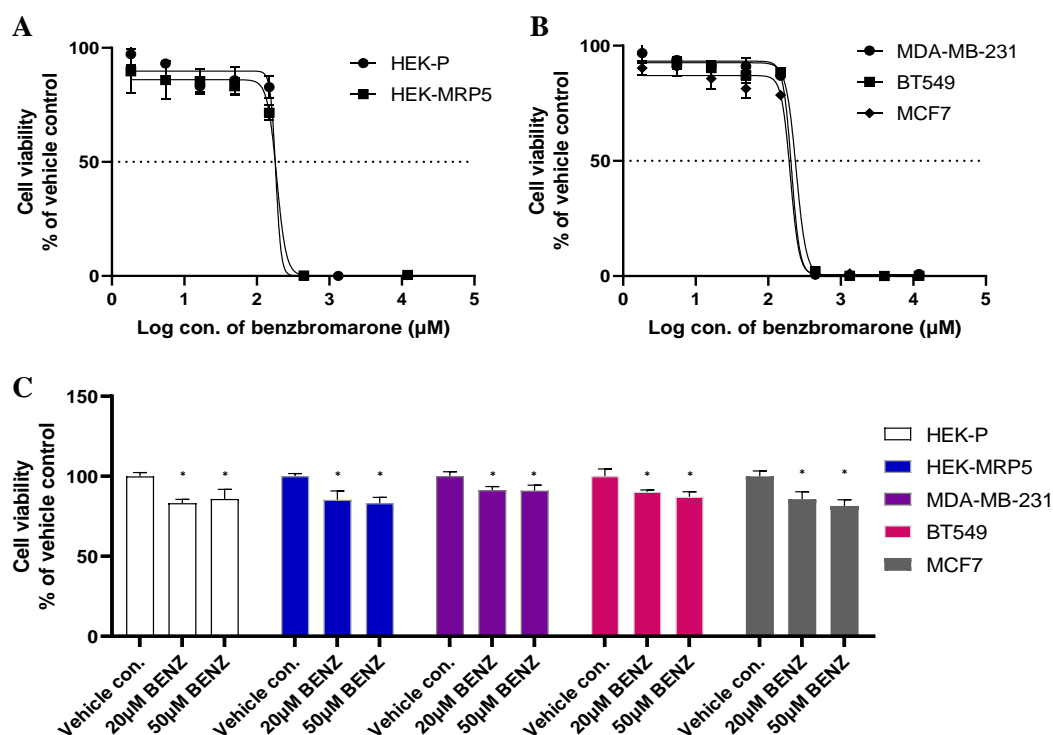 A
Cell viability
% of vehicle control
100
50
0
0 1 2 3 4 5
Log con. of benzbromarone (µM)
HEK-P
HEK-MRP5
B
Cell viability
% of vehicle control
100
50
0
0 1 2 3 4 5
Log con. of benzbromarone (µM)
MDA-MB-231
BT549
MCF7
C
Cell viability
% of vehicle control
150
100
50
0
* * * * * * * * * *
Vehicle con.
20µM BENZ
50µM BENZ
Vehicle con.
20µM BENZ
50µM BENZ
Vehicle con.
20µM BENZ
50µM BENZ
Vehicle con.
20µM BENZ
50µM BENZ
Vehicle con.
20µM BENZ
50µM BENZ
HEK-P
HEK-MRP5
MDA-MB-231
BT549
MCF7